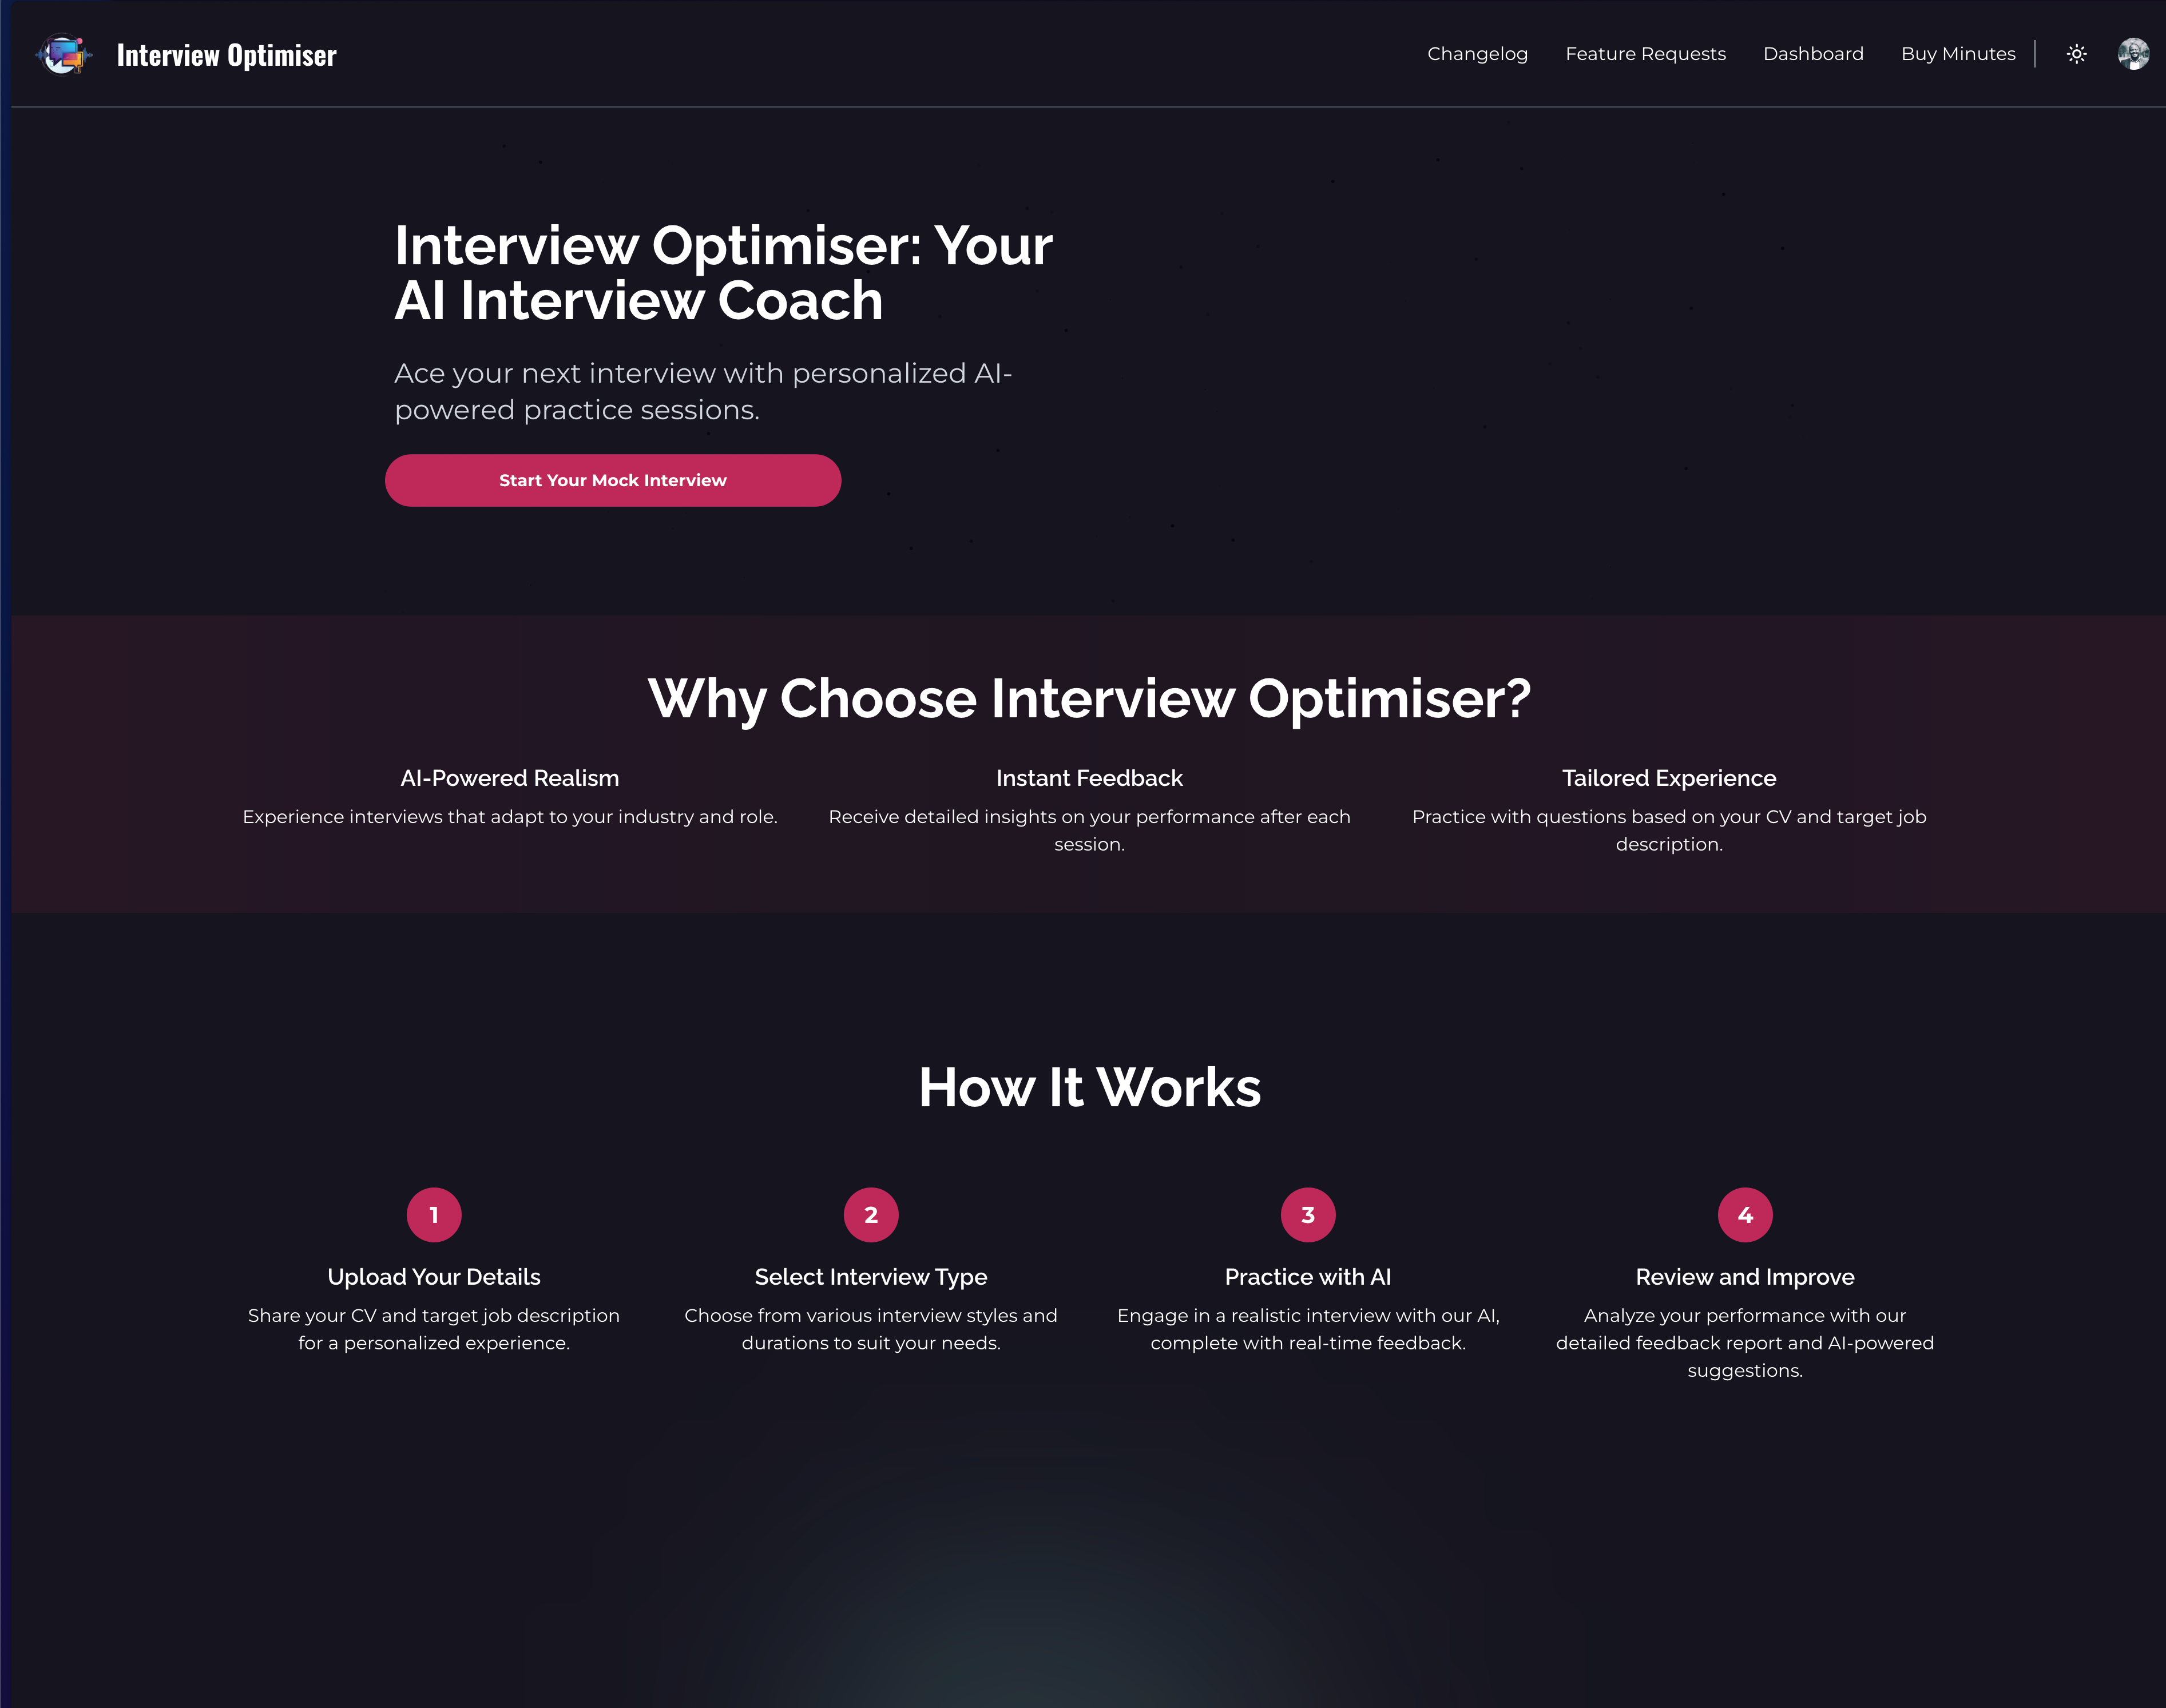 Interview Optimiser
Changelog
Feature Requests
Dashboard
Buy Minutes
Interview Optimiser: Your
AI Interview Coach
Ace your next interview with personalized AI-
powered practice sessions.
Start Your Mock Interview
Why Choose Interview Optimiser?
AI-Powered Realism
Experience interviews that adapt to your industry and role.
Instant Feedback
Receive detailed insights on your performance after each
session.
Tailored Experience
Practice with questions based on your CV and target job
description.
How It Works
1
Upload Your Details
Share your CV and target job description
for a personalized experience.
2
Select Interview Type
Choose from various interview styles and
durations to suit your needs.
3
Practice with AI
Engage in a realistic interview with our AI,
complete with real-time feedback.
4
Review and Improve
Analyze your performance with our
detailed feedback report and AI-powered
suggestions.